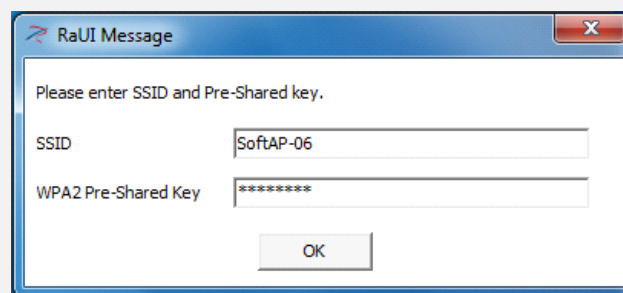 RaUI Message
Please enter SSID and Pre-Shared key.
SSID SoftAP-06
WPA2 Pre-Shared Key ********
OK